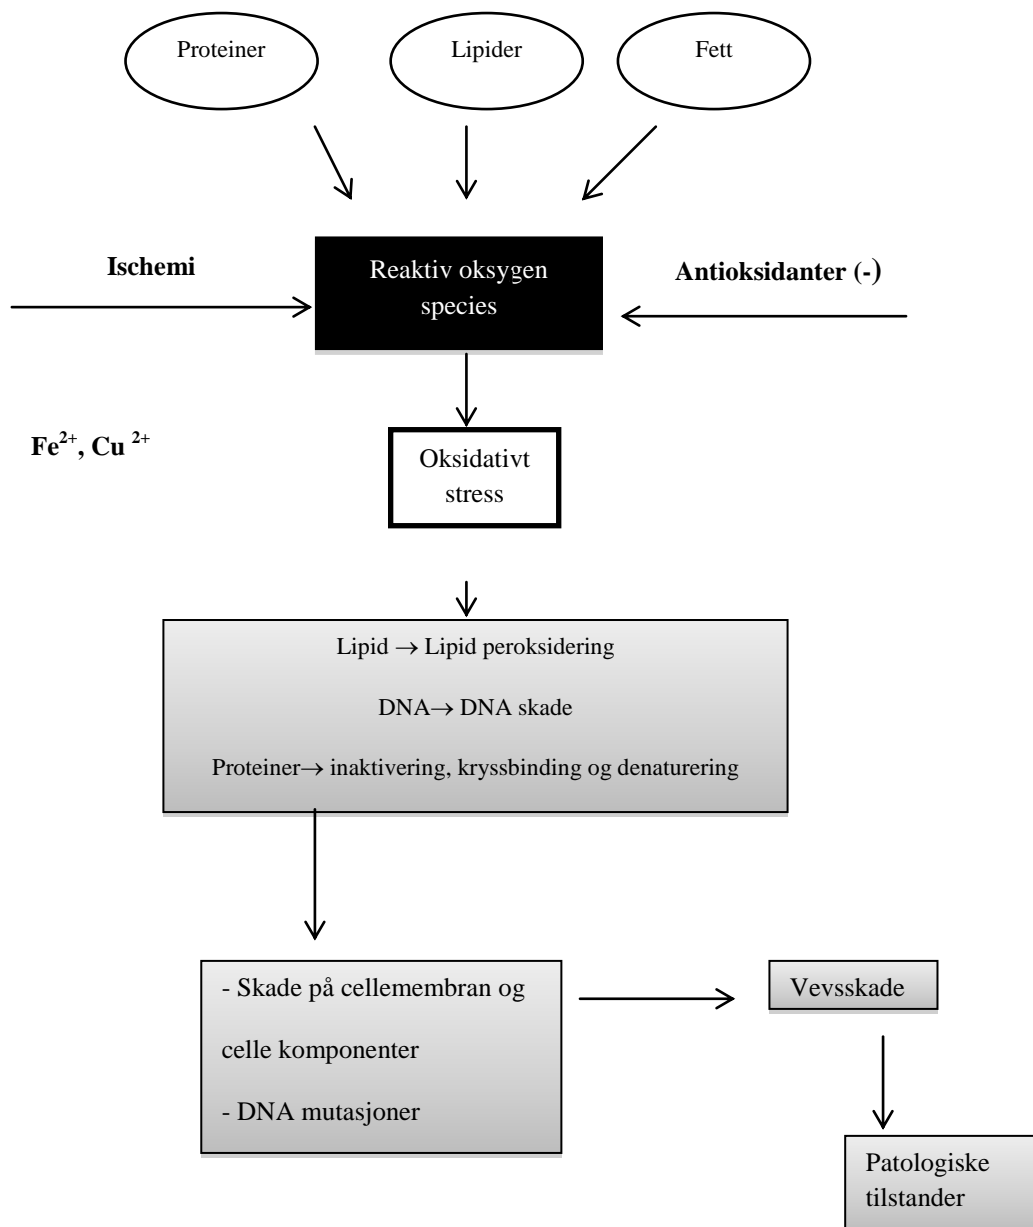 Proteiner
Lipider
Fett
Ischemi
Reaktiv oksygen
species
Antioksidanter (-)
Fe²⁺, Cu ²⁺
Oksidativt
stress
Lipid → Lipid peroksidering
DNA→ DNA skade
Proteiner→ inaktivering, kryssbinding og denaturering
- Skade på cellemembran og
celle komponenter
- DNA mutasjoner
Vevsskade
Patologiske
tilstander